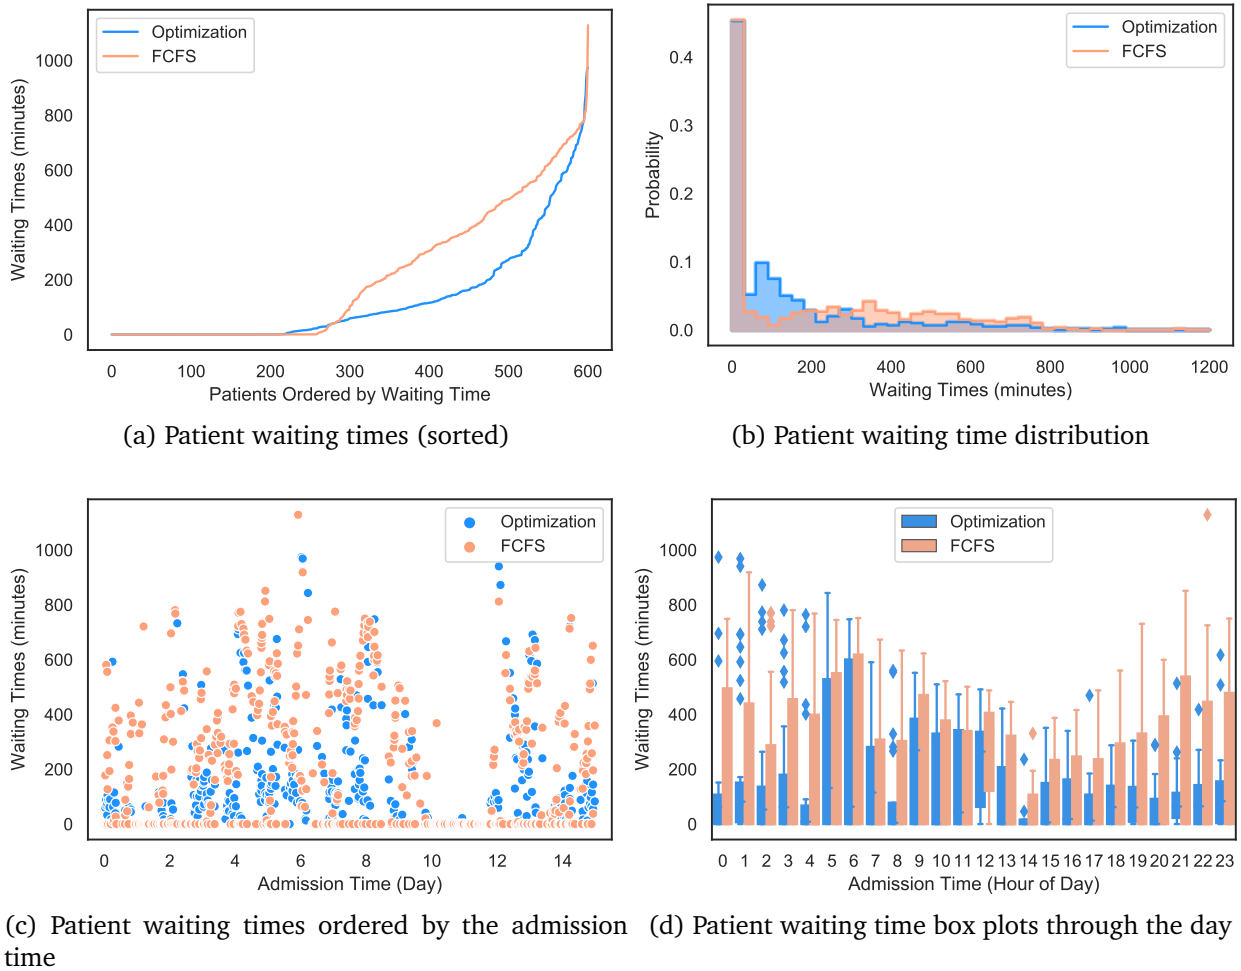 Optimization
FCFS
1000
800
600
400
200
0
Waiting Times (minutes)
0 100 200 300 400 500 600
Patients Ordered by Waiting Time
(a) Patient waiting times (sorted)
Optimization
FCFS
0.4
0.3
0.2
0.1
0.0
Probability
0 200 400 600 800 1000 1200
Waiting Times (minutes)
(b) Patient waiting time distribution
Optimization
FCFS
1000
800
600
400
200
0
Waiting Times (minutes)
0 2 4 6 8 10 12 14
Admission Time (Day)
(c) Patient waiting times ordered by the admission
time
Optimization
FCFS
1000
800
600
400
200
0
Waiting Times (minutes)
0 1 2 3 4 5 6 7 8 9 10 11 12 13 14 15 16 17 18 19 20 21 22 23
Admission Time (Hour of Day)
(d) Patient waiting time box plots through the day